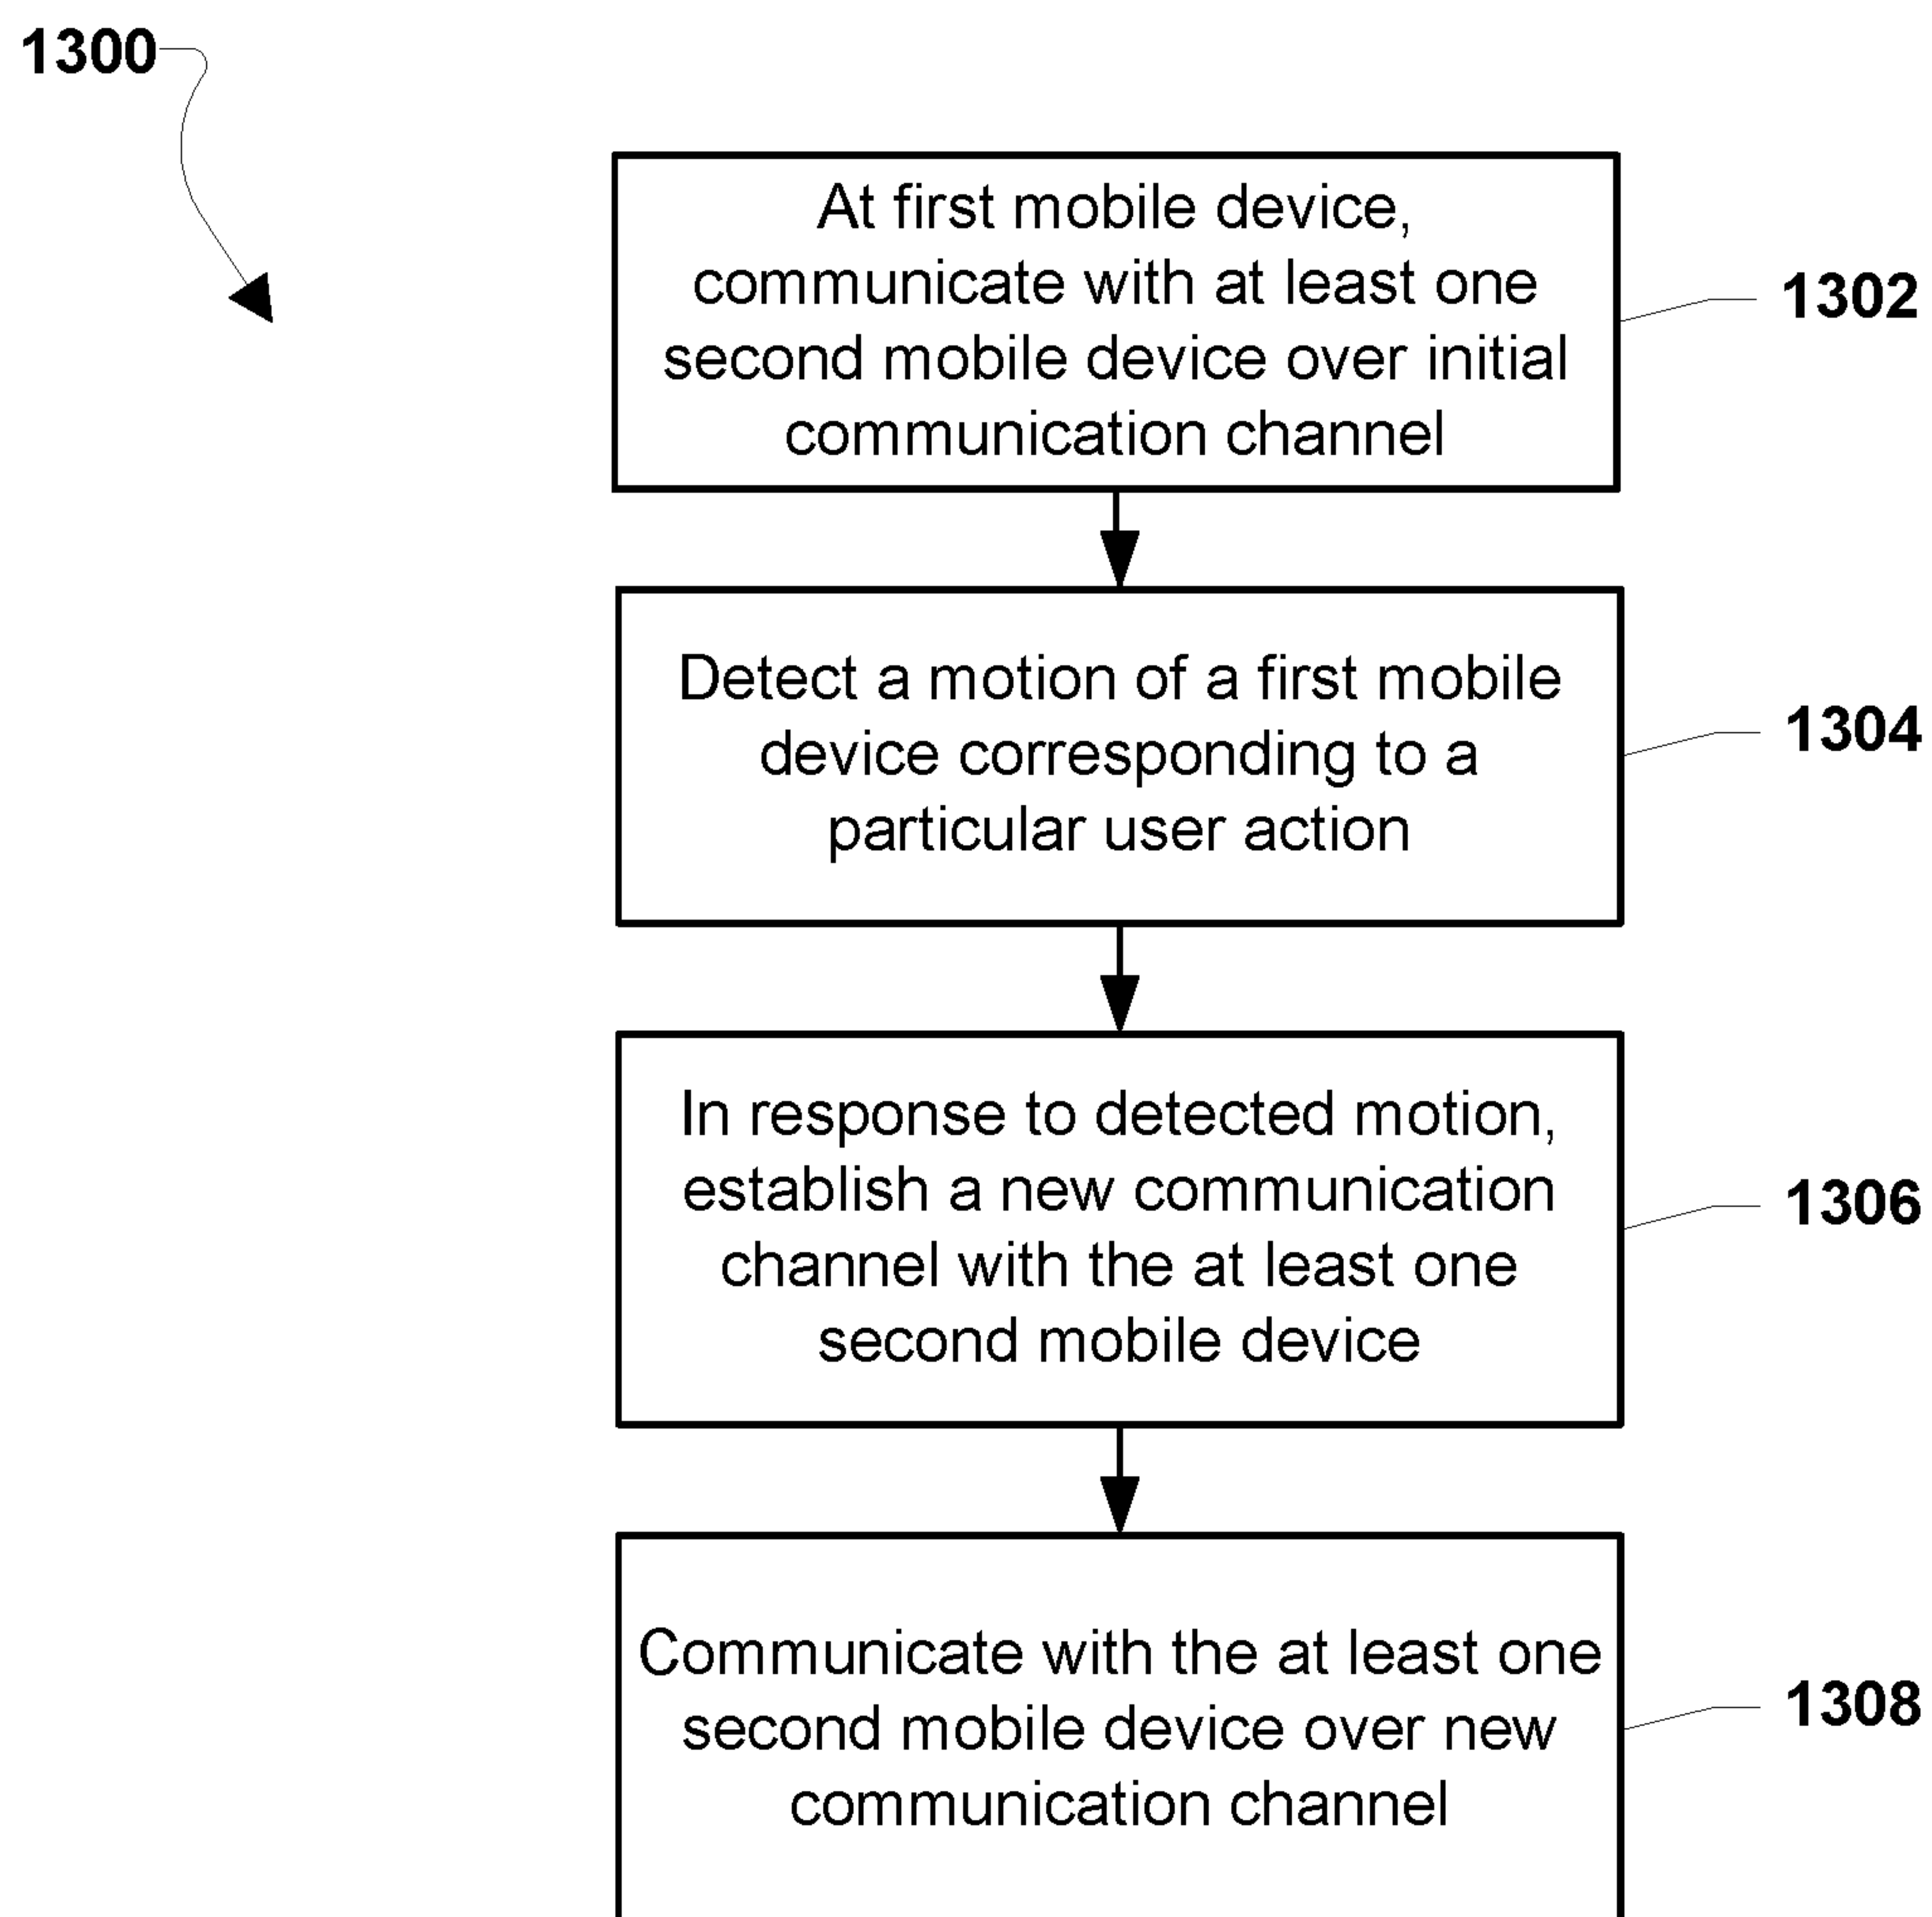 1300
At first mobile device,
communicate with at least one
second mobile device over initial
communication channel
1302
Detect a motion of a first mobile
device corresponding to a
particular user action
1304
In response to detected motion,
establish a new communication
channel with the at least one
second mobile device
1306
Communicate with the at least one
second mobile device over new
communication channel
1308